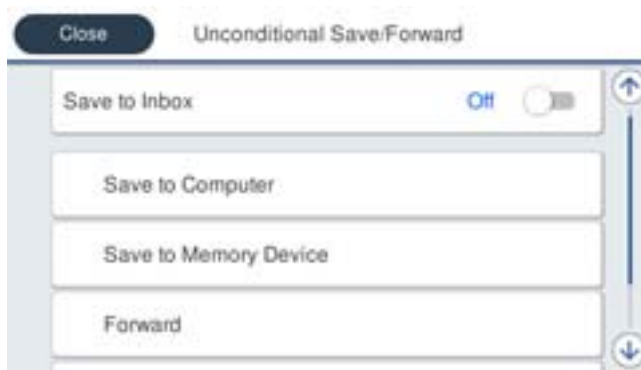 Close Unconditional Save/Forward
Save to Inbox Off
Save to Computer
Save to Memory Device
Forward